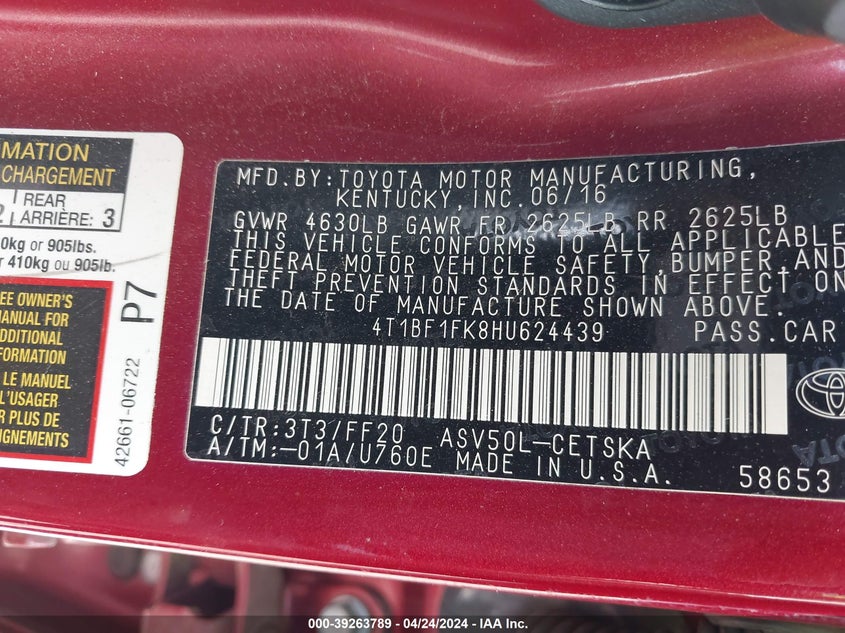 MATION
CHARGEMENT
REAR
2 ARRIÈRE: 3
0kg or 905lbs.
r 410kg ou 905lb.
EE OWNER'S
MANUAL FOR
ADDITIONAL
FORMATION
LE MANUEL
L'USAGER
R PLUS DE
IGNEMENTS
P7
42661-06722
MFD. BY: TOYOTA MOTOR MANUFACTURING,
KENTUCKY, INC. 06/16
GVWR 4630LB GAWR FR 2625LB RR 2625LB
THIS VEHICLE CONFORMS TO ALL APPLICABLE
FEDERAL MOTOR VEHICLE SAFETY, BUMPER, AND
THEFT PREVENTION STANDARDS IN EFFECT ON
THE DATE OF MANUFACTURE SHOWN ABOVE.
4T1BF1FK8HU624439 PASS.CAR
C/TR:3T3/FF20 ASV50L-CETSKA
A/TM:-01A/U760E MADE IN U.S.A.
58653
000-39263789 - 04/24/2024 - IAA Inc.